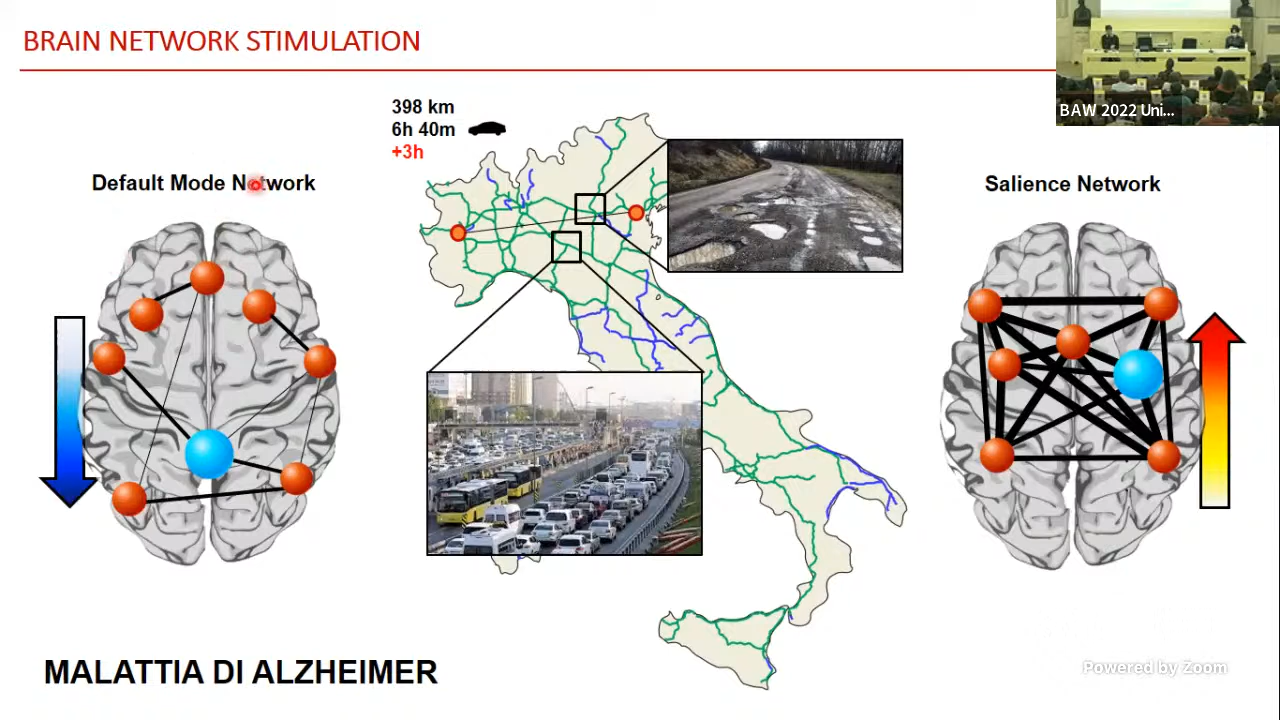 BRAIN NETWORK STIMULATION
BAW 2022 Uni...
398 km
6h 40m
+3h
Default Mode Network
Salience Network
MALATTIA DI ALZHEIMER
Powered by Zoom